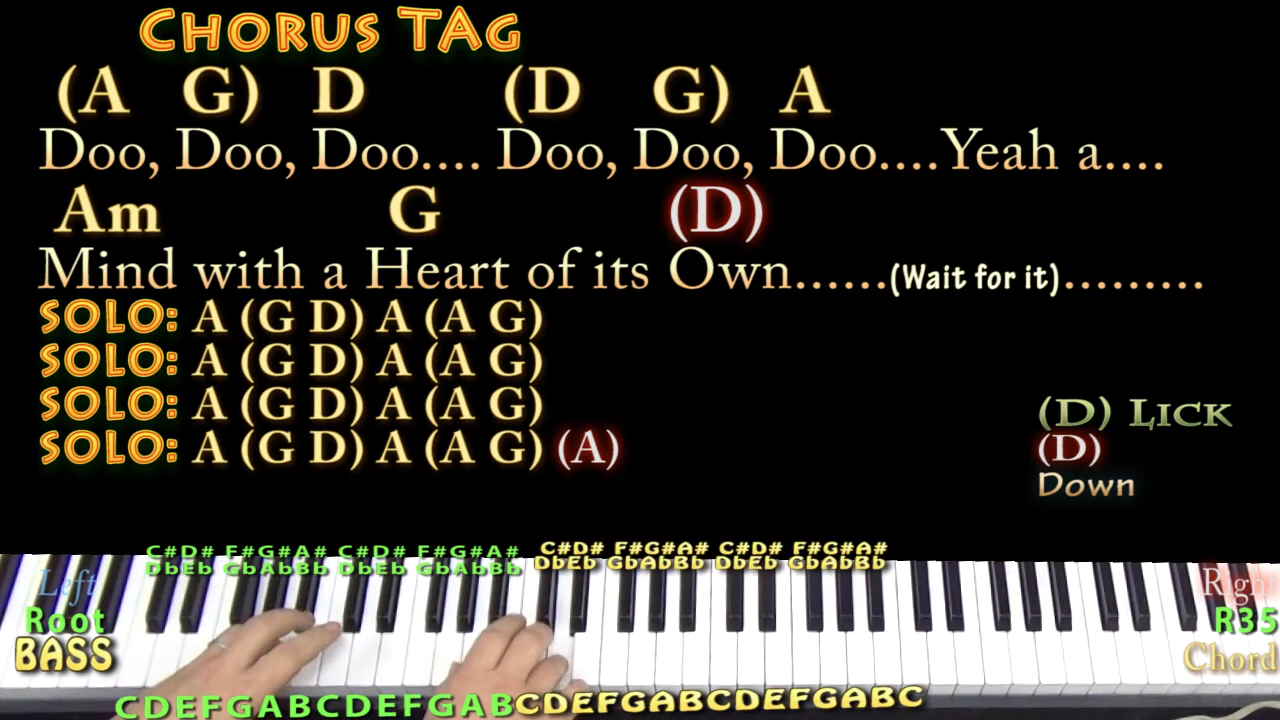 CHORUS TAG
(A G) D (D G) A
Doo, Doo, Doo.... Doo, Doo, Doo....Yeah a....
Am G (D)
Mind with a Heart of its Own......(Wait for it).........
SOLO: A (G D) A (A G)
SOLO: A (G D) A (A G)
SOLO: A (G D) A (A G)
SOLO: A (G D) A (A G) (A)
(D) LICK
(D)
Down
C#D# F#G#A# C#D# F#G#A# C#D# F#G#A# C#D# F#G#A#
DbEb GbAbBb DbEb GbAbBb DbEb GbAbBb DbEb GbAbBb
Left
Root
BASS
Right
R35
Chord
CDEFGABCDEFGABCDEFGABCDEFGABC